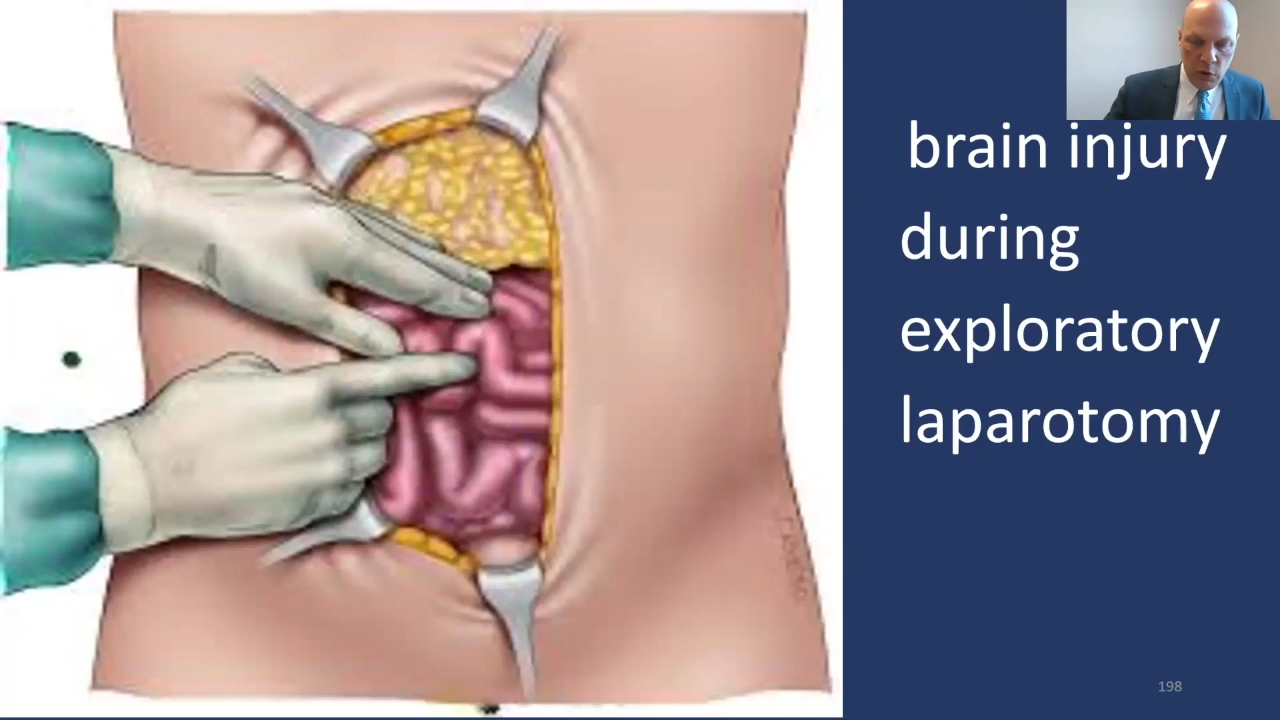 brain injury
during
exploratory
laparotomy
198